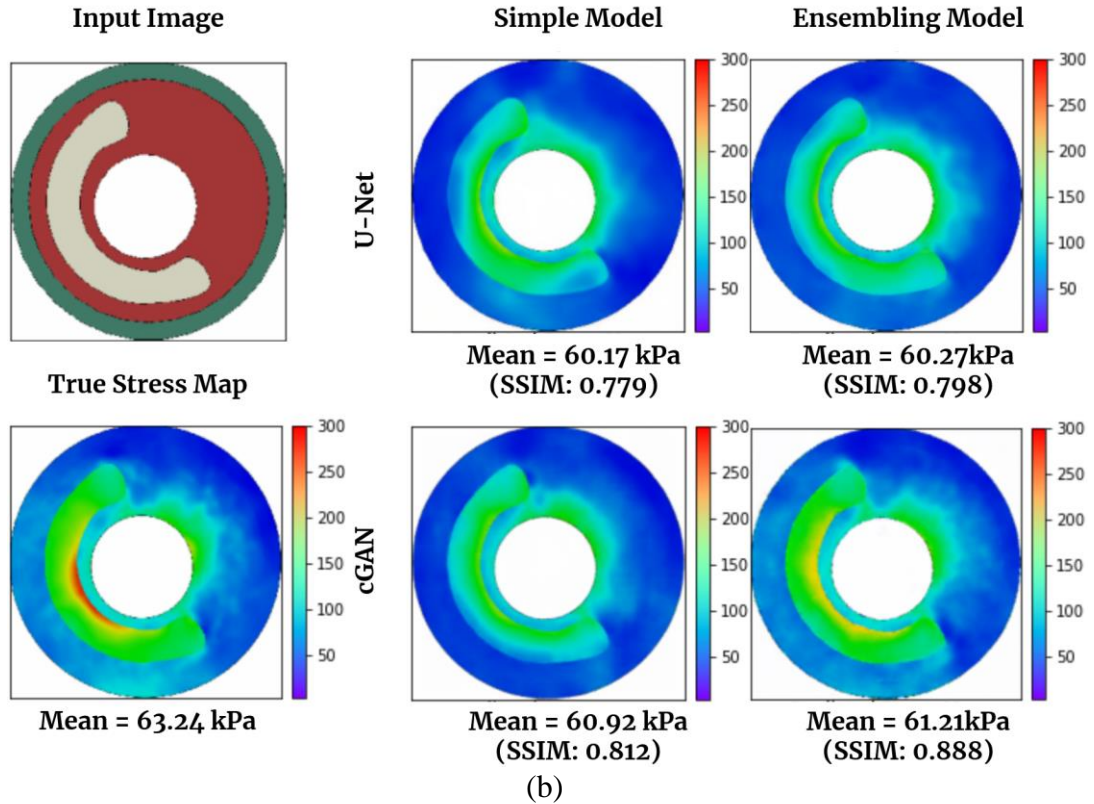 Input Image
Simple Model
Ensembling Model
U-Net
300
250
200
150
100
50
300
250
200
150
100
50
Mean = 60.17 kPa
(SSIM: 0.779)
Mean = 60.27kPa
(SSIM: 0.798)
True Stress Map
300
250
200
150
100
50
Mean = 63.24 kPa
cGAN
300
250
200
150
100
50
300
250
200
150
100
50
Mean = 60.92 kPa
(SSIM: 0.812)
Mean = 61.21kPa
(SSIM: 0.888)
(b)